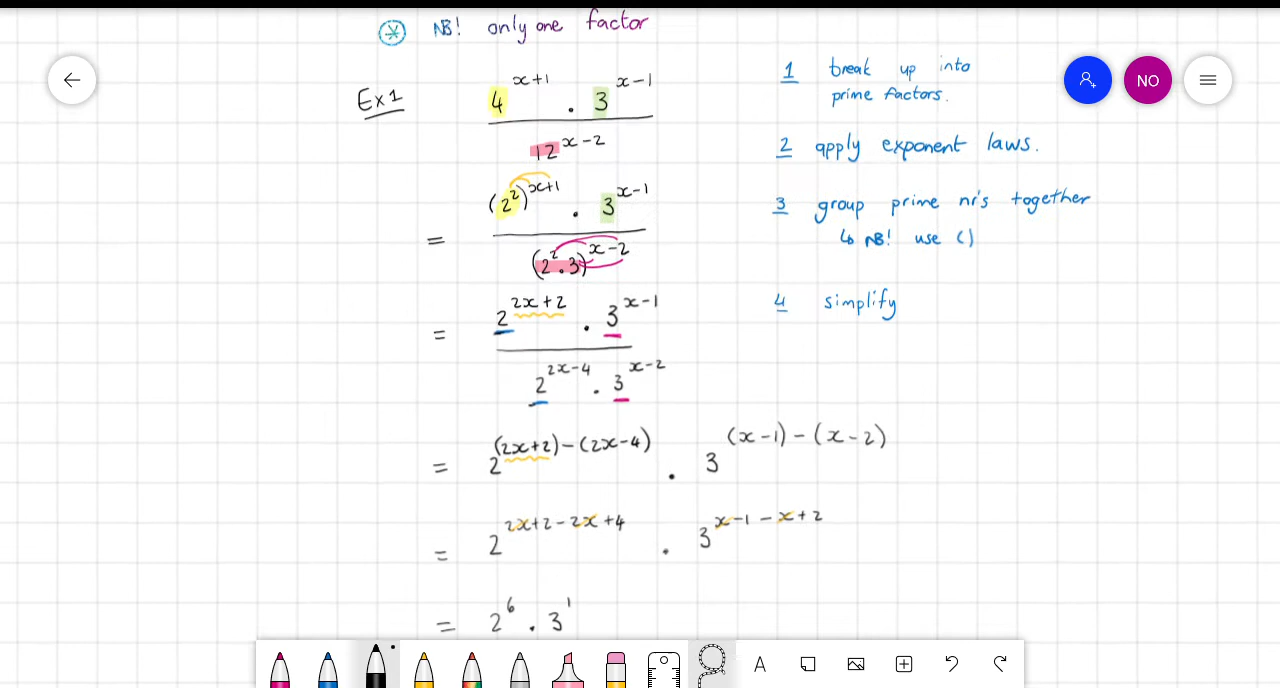 * NB! only one factor
Ex1 4^(x+1) . 3^(x-1)
12^(x-2)
(2^2)^(x+1) . 3^(x-1)
=
(2^2 . 3)^(x-2)
2^(2x+2) . 3^(x-1)
=
2^(2x-4) . 3^(x-2)
= 2^((2x+2)-(2x-4)) . 3^((x-1)-(x-2))
= 2^(2x+2-2x+4) . 3^(x-1-x+2)
= 2^6 . 3^1
1 break up into
prime factors.
2 apply exponent laws.
3 group prime nr's together
↳ NB! use ()
4 simplify
NO
A